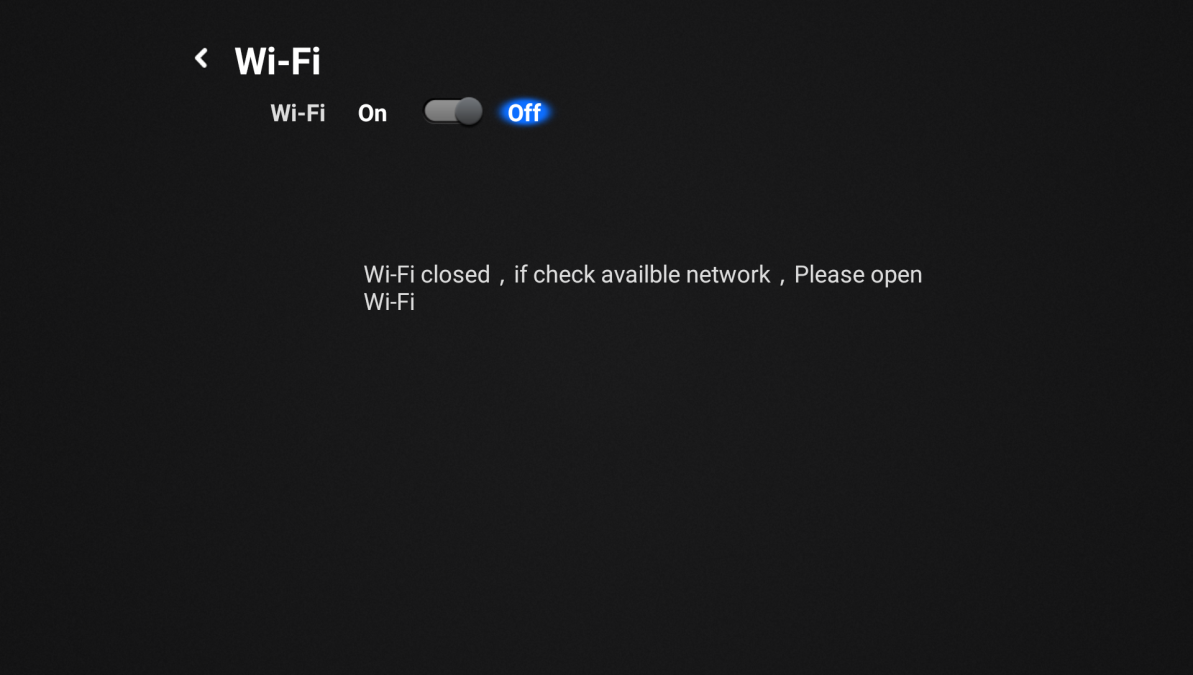 Wi-Fi
Wi-Fi On Off
Wi-Fi closed , if check availble network , Please open
Wi-Fi